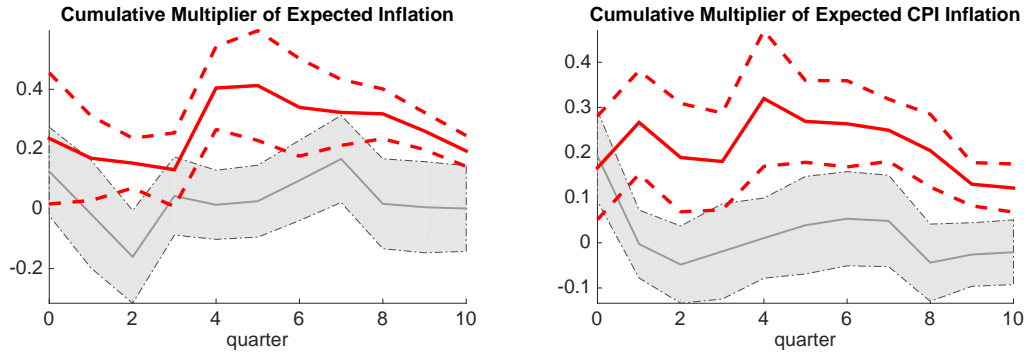 Cumulative Multiplier of Expected Inflation
0.4
0.2
0
-0.2
0 2 4 6 8 10
quarter
Cumulative Multiplier of Expected CPI Inflation
0.4
0.3
0.2
0.1
0
-0.1
0 2 4 6 8 10
quarter